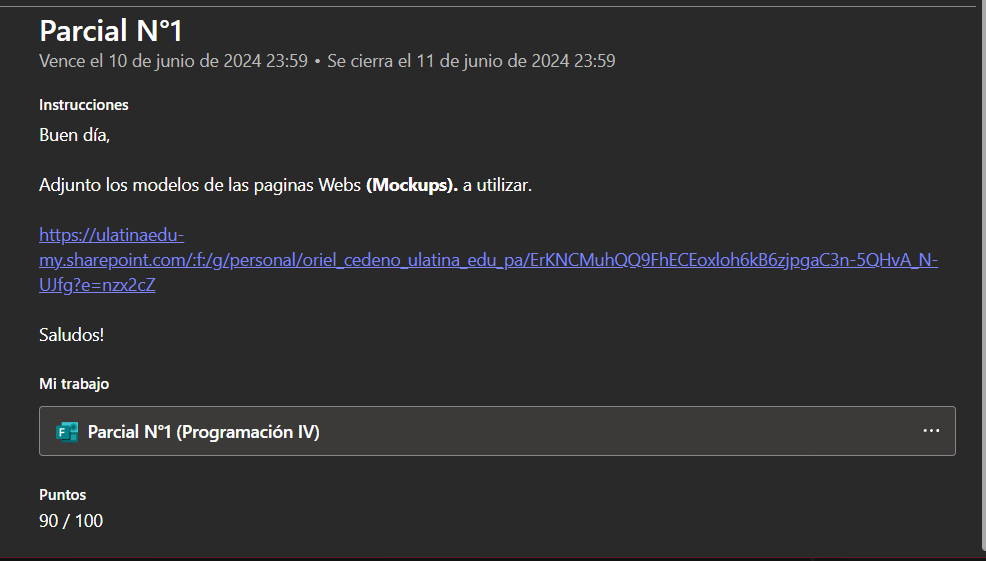 Parcial N°1
Vence el 10 de junio de 2024 23:59 • Se cierra el 11 de junio de 2024 23:59
Instrucciones
Buen día,
Adjunto los modelos de las paginas Webs (Mockups). a utilizar.
https://ulatinaedu-
my.sharepoint.com/:f:/g/personal/oriel_cedeno_ulatina_edu_pa/ErKNCMuhQQ9FhECEoxloh6kB6zjpgaC3n-5QHvA_N-
UJfg?e=nzx2cZ
Saludos!
Mi trabajo
Parcial N°1 (Programación IV)
Puntos
90 / 100